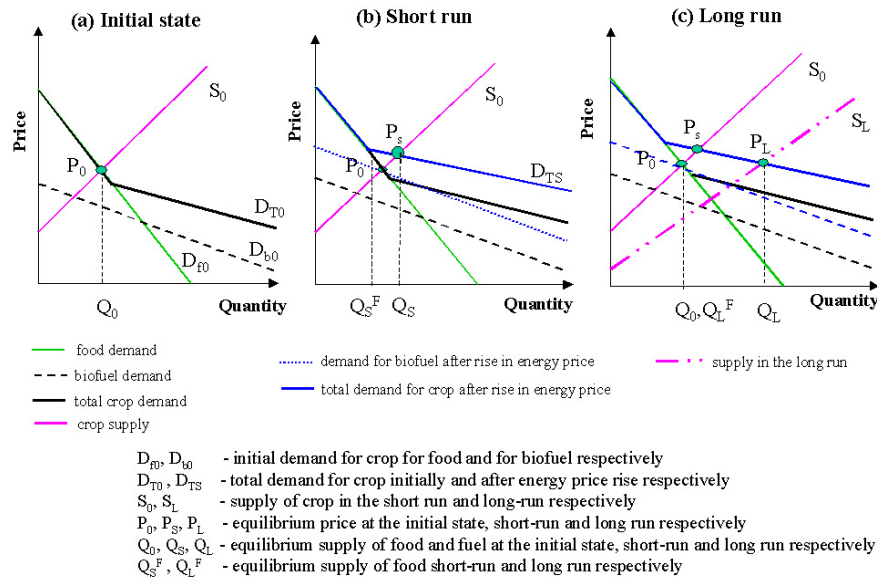 (a) Initial state
(b) Short run
(c) Long run
Price
P0
S0
DT0
Db0
Df0
Q0
Quantity
Price
P0
Ps
S0
DTS
QS^F
QS
Quantity
Price
P0
Ps
PL
S0
SL
Q0, QL^F
QL
Quantity
food demand
biofuel demand
total crop demand
crop supply
demand for biofuel after rise in energy price
total demand for crop after rise in energy price
supply in the long run
Df0, Db0 - initial demand for crop for food and for biofuel respectively
DT0 , DTS - total demand for crop initially and after energy price rise respectively
S0, SL - supply of crop in the short run and long-run respectively
P0, PS, PL - equilibrium price at the initial state, short-run and long run respectively
Q0, QS, QL - equilibrium supply of food and fuel at the initial state, short-run and long run respectively
QS^F , QL^F - equilibrium supply of food short-run and long run respectively